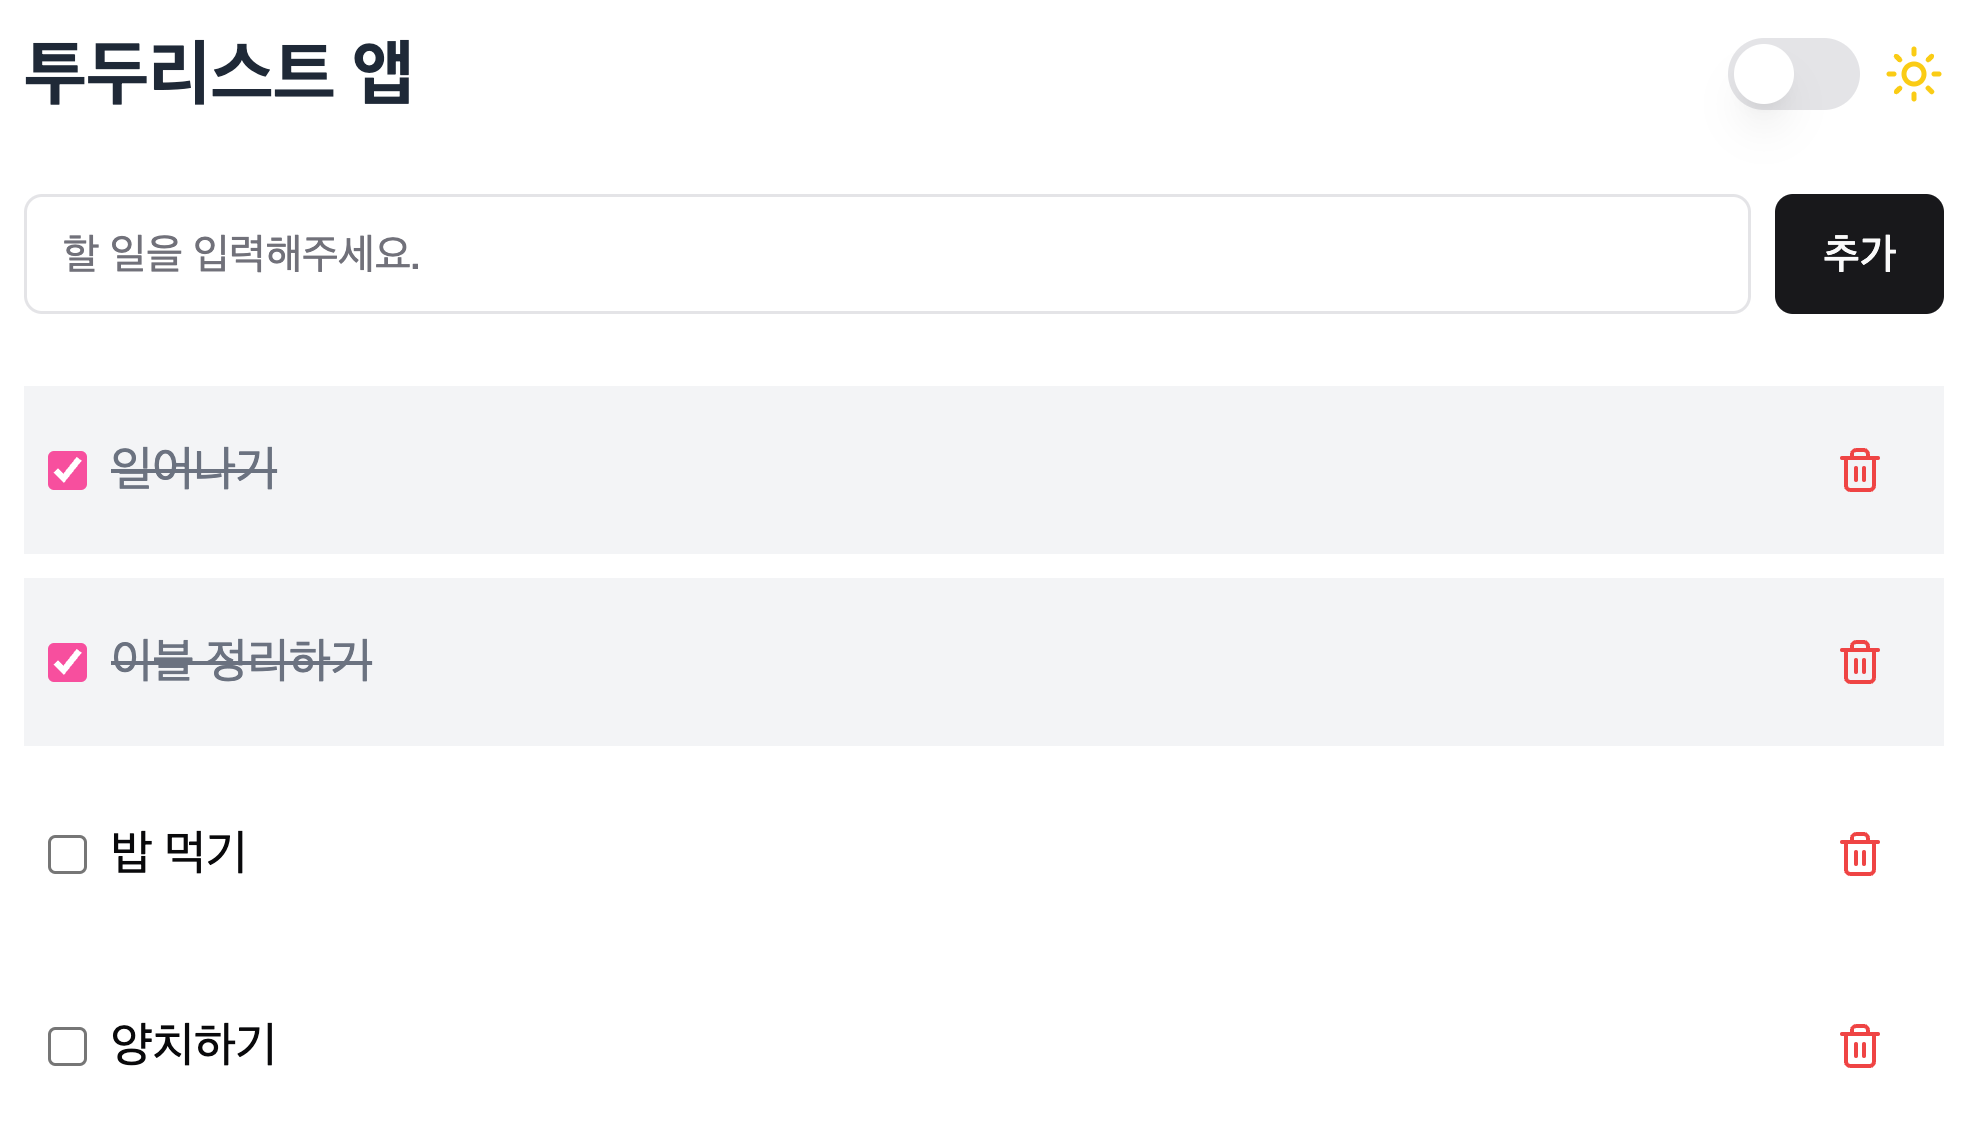 투두리스트 앱
할 일을 입력해주세요.
추가
일어나기
이불 정리하기
밥 먹기
양치하기